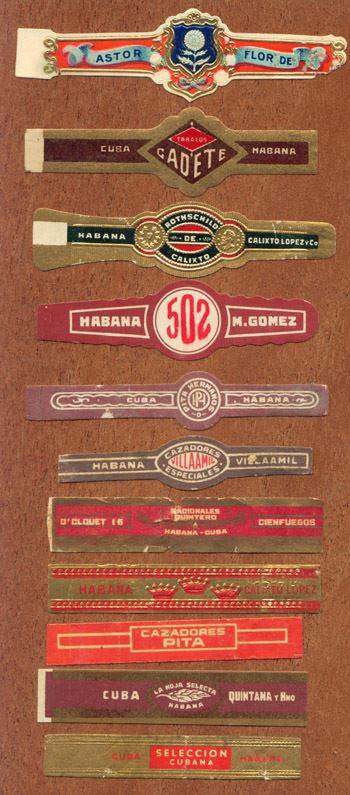 ASTOR FLOR DE
TABACOS
CUBA CADETE HABANA
ROTHSCHILD
HABANA DE CALIXTO LOPEZ Y Co
CALIXTO
HABANA 502 M. GOMEZ
PITA HERMANOS
CUBA HABANA
CAZADORES
HABANA VILLAAMIL VILLAAMIL
ESPECIALES
NACIONALES
D'CLOUET 16 QUINTERO CIENFUEGOS
HABANA-CUBA
HABANA CALIXTO LOPEZ
CAZADORES
PITA
LA HOJA SELECTA
CUBA QUINTANA Y HNO
HABANA
CUBA SELECCION HABANA
CUBANA